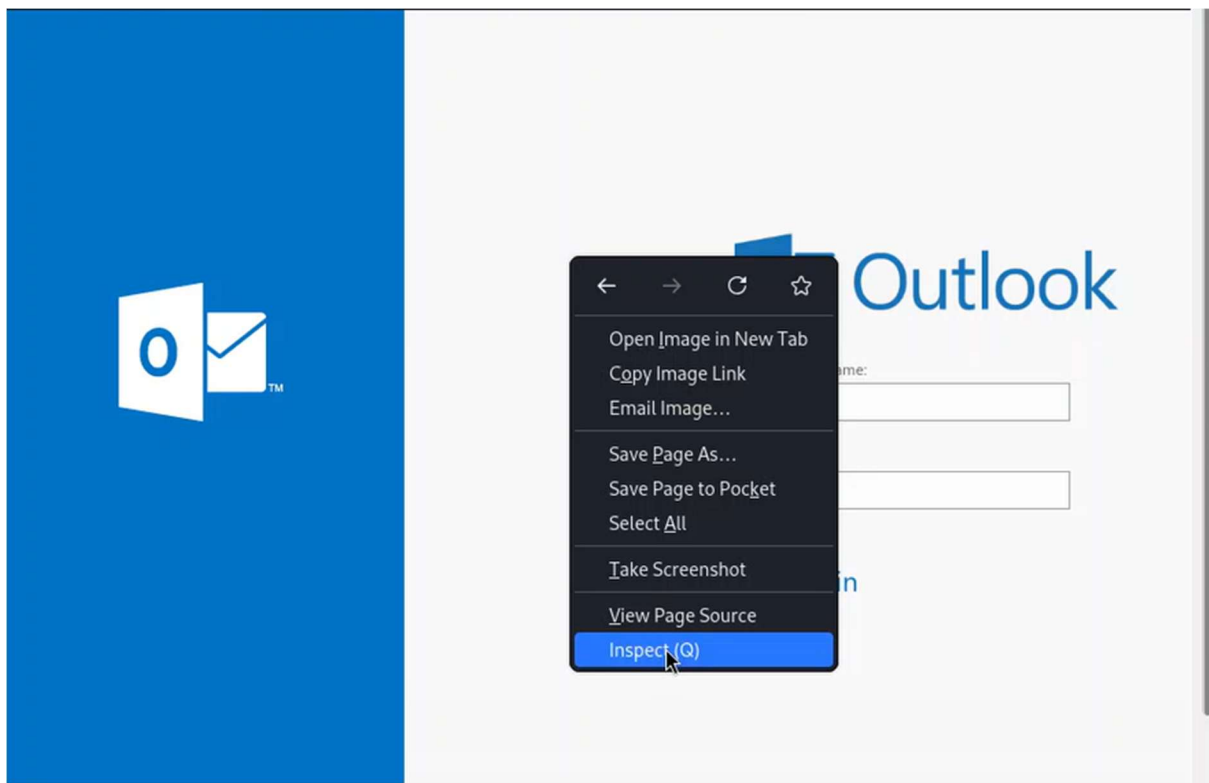 O
TM
Outlook
Open Image in New Tab
Copy Image Link
Email Image...
ame:
Save Page As...
Save Page to Pocket
Select All
Take Screenshot
in
View Page Source
Inspect (Q)